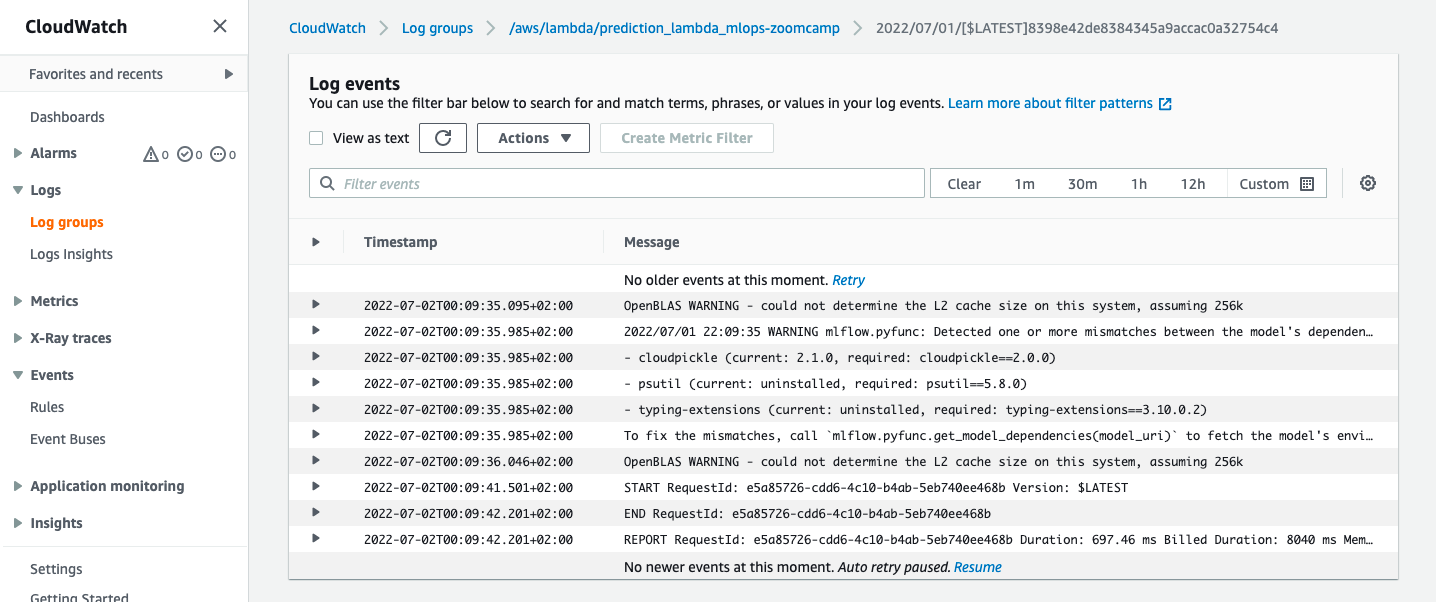 CloudWatch
Favorites and recents
Dashboards
Alarms 0 0 0
Logs
Log groups
Logs Insights
Metrics
X-Ray traces
Events
Rules
Event Buses
Application monitoring
Insights
Settings
Getting Started
CloudWatch Log groups /aws/lambda/prediction_lambda_mlops-zoomcamp 2022/07/01/[$LATEST]8398e42de8384345a9accac0a32754c4
Log events
You can use the filter bar below to search for and match terms, phrases, or values in your log events. Learn more about filter patterns
View as text Actions Create Metric Filter
Filter events Clear 1m 30m 1h 12h Custom
Timestamp Message
No older events at this moment. Retry
2022-07-02T00:09:35.095+02:00 OpenBLAS WARNING - could not determine the L2 cache size on this system, assuming 256k
2022-07-02T00:09:35.985+02:00 2022/07/01 22:09:35 WARNING mlflow.pyfunc: Detected one or more mismatches between the model's dependen…
2022-07-02T00:09:35.985+02:00 - cloudpickle (current: 2.1.0, required: cloudpickle==2.0.0)
2022-07-02T00:09:35.985+02:00 - psutil (current: uninstalled, required: psutil==5.8.0)
2022-07-02T00:09:35.985+02:00 - typing-extensions (current: uninstalled, required: typing-extensions==3.10.0.2)
2022-07-02T00:09:35.985+02:00 To fix the mismatches, call `mlflow.pyfunc.get_model_dependencies(model_uri)` to fetch the model's envi…
2022-07-02T00:09:36.046+02:00 OpenBLAS WARNING - could not determine the L2 cache size on this system, assuming 256k
2022-07-02T00:09:41.501+02:00 START RequestId: e5a85726-cdd6-4c10-b4ab-5eb740ee468b Version: $LATEST
2022-07-02T00:09:42.201+02:00 END RequestId: e5a85726-cdd6-4c10-b4ab-5eb740ee468b
2022-07-02T00:09:42.201+02:00 REPORT RequestId: e5a85726-cdd6-4c10-b4ab-5eb740ee468b Duration: 697.46 ms Billed Duration: 8040 ms Mem…
No newer events at this moment. Auto retry paused. Resume